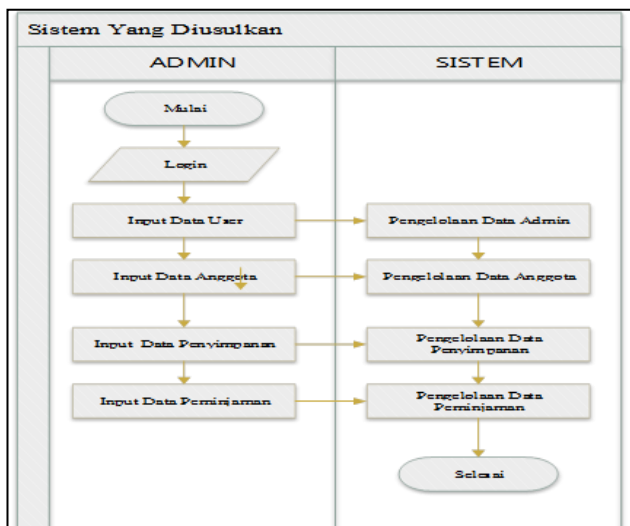 Sistem Yang Diusulkan
ADMIN
SISTEM
Mulai
Login
Input Data User
Pengelolaan Data Admin
Input Data Anggota
Pengelolaan Data Anggota
Input Data Penyimpanan
Pengelolaan Data
Penyimpanan
Input Data Peminjaman
Pengelolaan Data
Peminjaman
Selesai